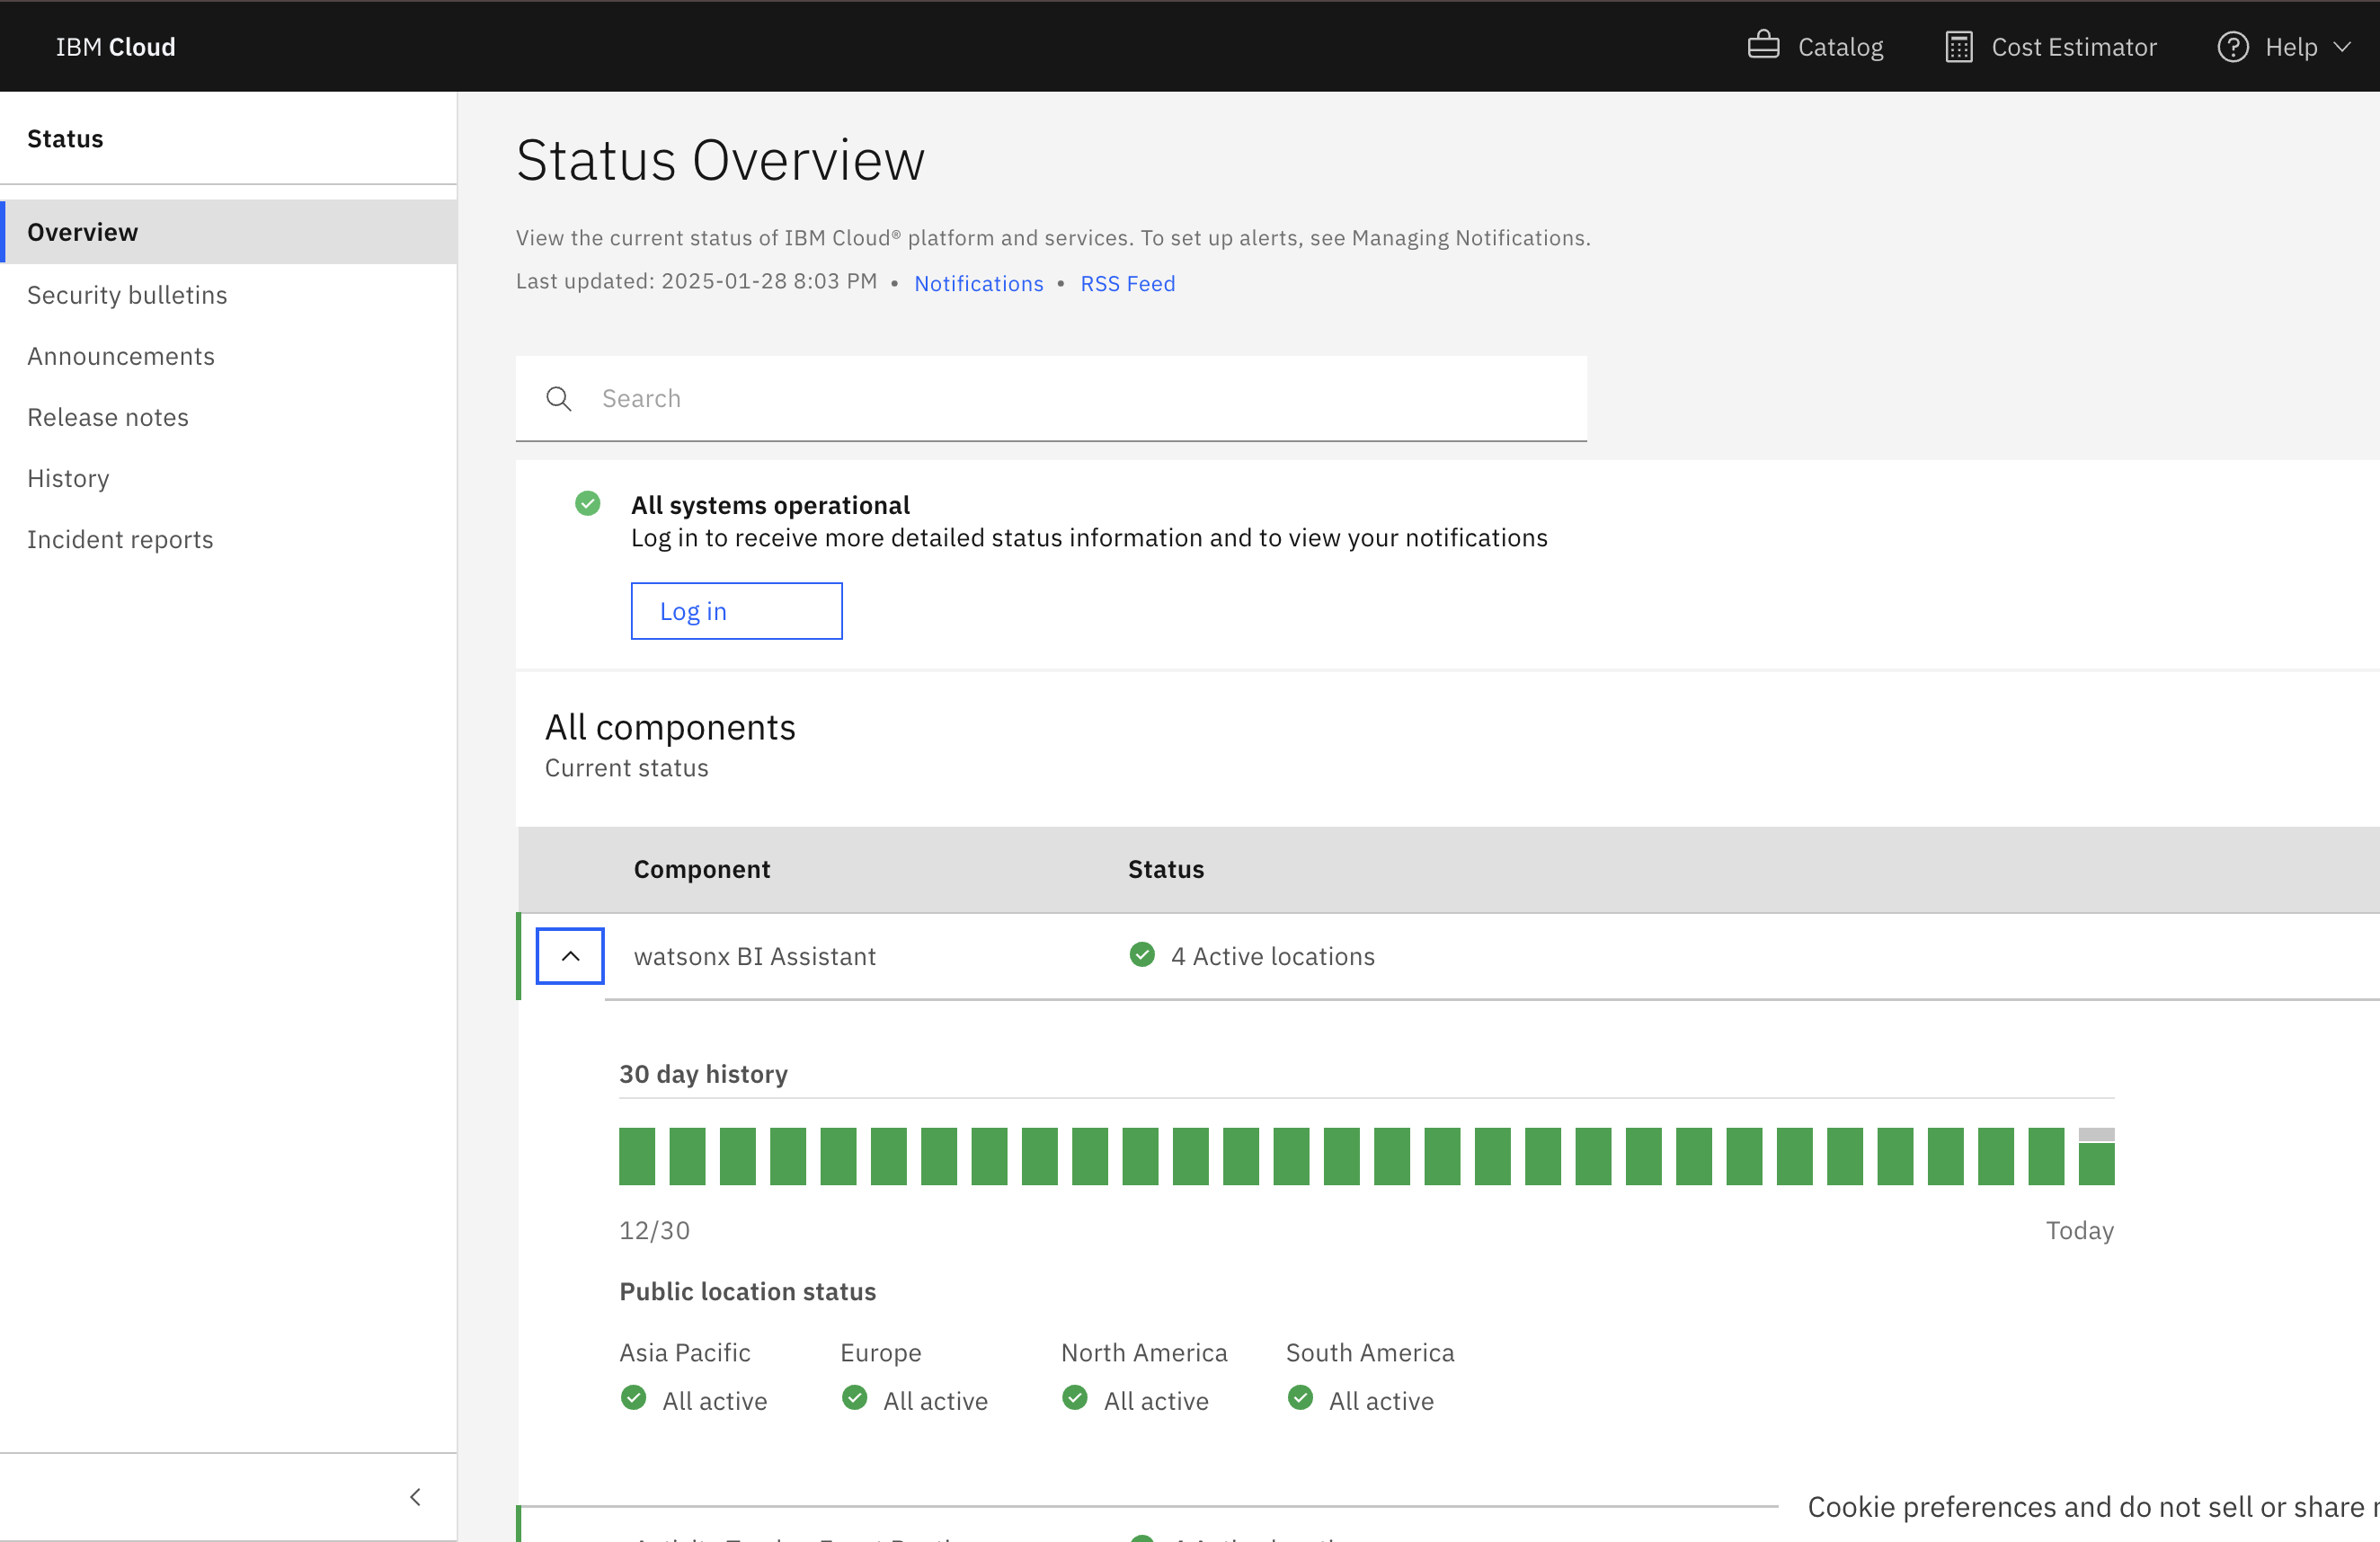 IBM Cloud
Catalog
Cost Estimator
Help
Status
Overview
Security bulletins
Announcements
Release notes
History
Incident reports
Status Overview
View the current status of IBM Cloud® platform and services. To set up alerts, see Managing Notifications.
Last updated: 2025-01-28 8:03 PM • Notifications • RSS Feed
Search
All systems operational
Log in to receive more detailed status information and to view your notifications
Log in
All components
Current status
Component Status
watsonx BI Assistant 4 Active locations
30 day history
12/30 Today
Public location status
Asia Pacific Europe North America South America
All active All active All active All active
Cookie preferences and do not sell or share